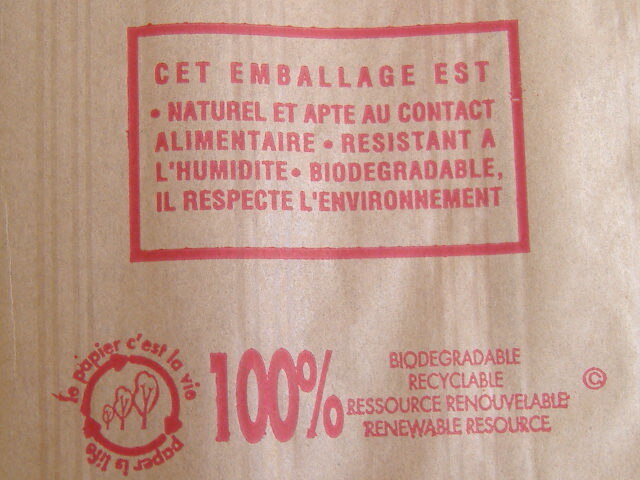 CET EMBALLAGE EST
• NATUREL ET APTE AU CONTACT
ALIMENTAIRE • RESISTANT A
L'HUMIDITE • BIODEGRADABLE,
IL RESPECTE L'ENVIRONNEMENT
le papier c'est la vie
paper is life
100%
BIODEGRADABLE
RECYCLABLE
RESSOURCE RENOUVELABLE
RENEWABLE RESOURCE
©